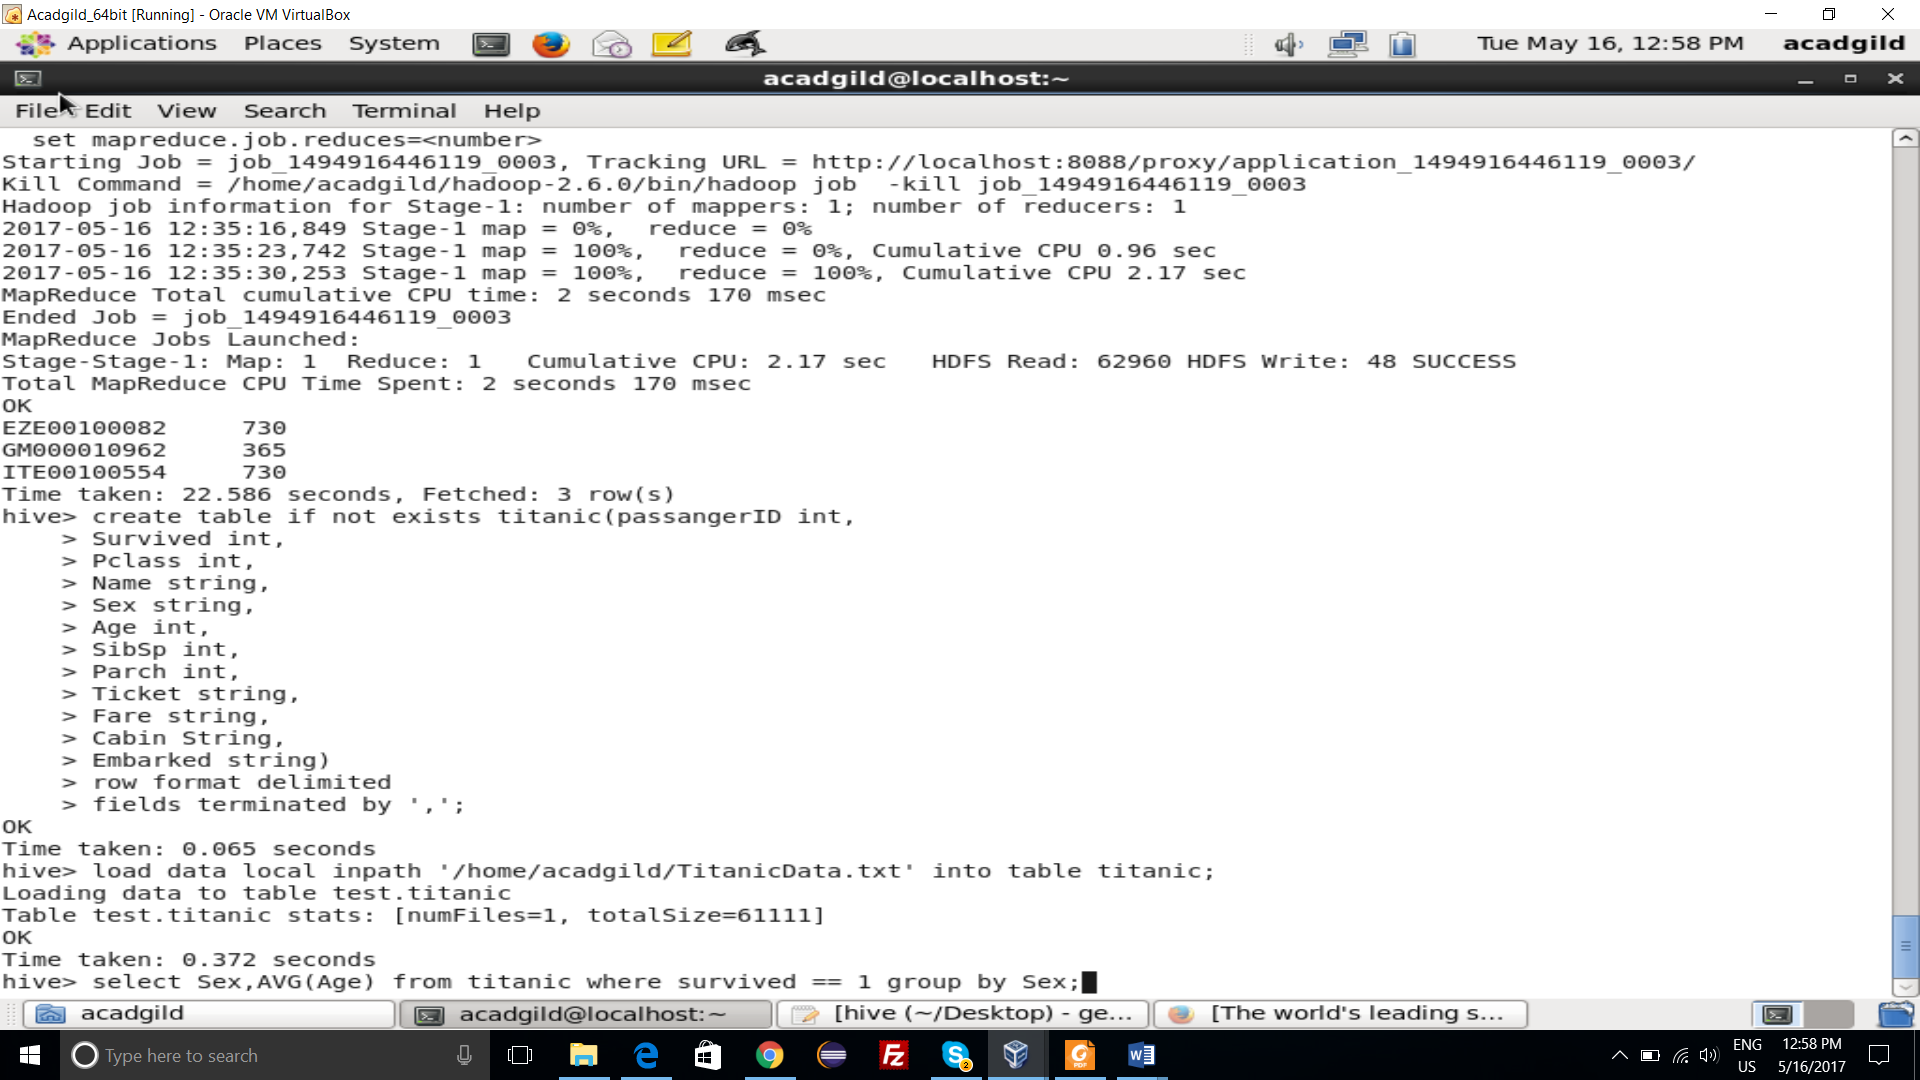 Acadgild_64bit [Running] - Oracle VM VirtualBox
Applications Places System Tue May 16, 12:58 PM acadgild
acadgild@localhost:~
File Edit View Search Terminal Help
set mapreduce.job.reduces=<number>
Starting Job = job_1494916446119_0003, Tracking URL = http://localhost:8088/proxy/application_1494916446119_0003/
Kill Command = /home/acadgild/hadoop-2.6.0/bin/hadoop job  -kill job_1494916446119_0003
Hadoop job information for Stage-1: number of mappers: 1; number of reducers: 1
2017-05-16 12:35:16,849 Stage-1 map = 0%,  reduce = 0%
2017-05-16 12:35:23,742 Stage-1 map = 100%,  reduce = 0%, Cumulative CPU 0.96 sec
2017-05-16 12:35:30,253 Stage-1 map = 100%,  reduce = 100%, Cumulative CPU 2.17 sec
MapReduce Total cumulative CPU time: 2 seconds 170 msec
Ended Job = job_1494916446119_0003
MapReduce Jobs Launched:
Stage-Stage-1: Map: 1  Reduce: 1   Cumulative CPU: 2.17 sec   HDFS Read: 62960 HDFS Write: 48 SUCCESS
Total MapReduce CPU Time Spent: 2 seconds 170 msec
OK
EZE00100082     730
GM000010962     365
ITE00100554     730
Time taken: 22.586 seconds, Fetched: 3 row(s)
hive> create table if not exists titanic(passangerID int,
    > Survived int,
    > Pclass int,
    > Name string,
    > Sex string,
    > Age int,
    > SibSp int,
    > Parch int,
    > Ticket string,
    > Fare string,
    > Cabin String,
    > Embarked string)
    > row format delimited
    > fields terminated by ',';
OK
Time taken: 0.065 seconds
hive> load data local inpath '/home/acadgild/TitanicData.txt' into table titanic;
Loading data to table test.titanic
Table test.titanic stats: [numFiles=1, totalSize=61111]
OK
Time taken: 0.372 seconds
hive> select Sex,AVG(Age) from titanic where survived == 1 group by Sex;
acadgild acadgild@localhost:~ [hive (~/Desktop) - ge... [The world's leading s...
Type here to search
ENG
US
12:58 PM
5/16/2017